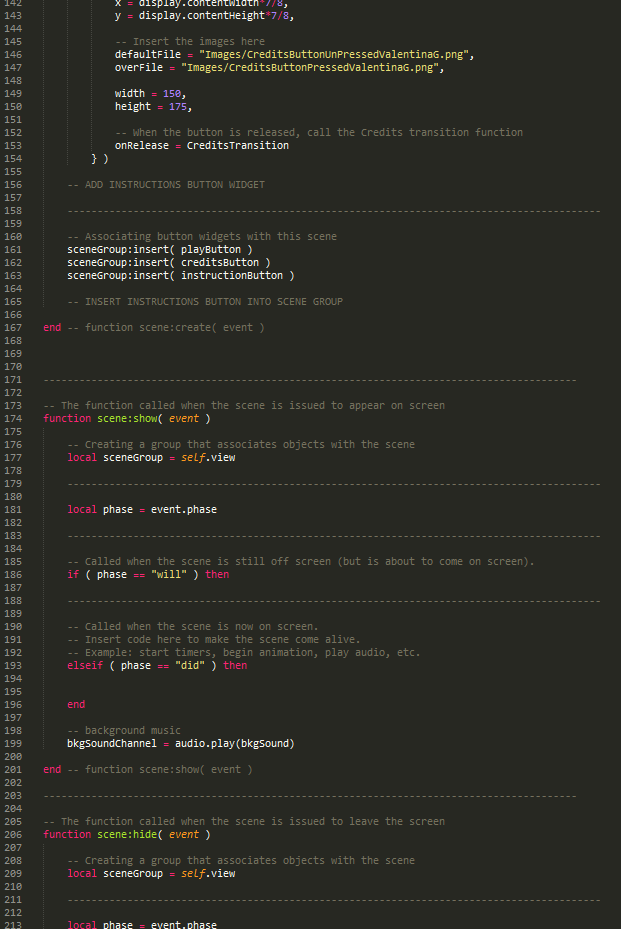 142 x = display.contentWidth*7/8,
143 y = display.contentHeight*7/8,
144
145 -- Insert the images here
146 defaultFile = "Images/CreditsButtonUnPressedValentinaG.png",
147 overFile = "Images/CreditsButtonPressedValentinaG.png",
148
149 width = 150,
150 height = 175,
151
152 -- When the button is released, call the Credits transition function
153 onRelease = CreditsTransition
154 } )
155
156 -- ADD INSTRUCTIONS BUTTON WIDGET
157
158 -----------------------------------------------------------------------------------------
159
160 -- Associating button widgets with this scene
161 sceneGroup:insert( playButton )
162 sceneGroup:insert( creditsButton )
163 sceneGroup:insert( instructionButton )
164
165 -- INSERT INSTRUCTIONS BUTTON INTO SCENE GROUP
166
167 end -- function scene:create( event )
168
169
170
171 -----------------------------------------------------------------------------------------
172
173 -- The function called when the scene is issued to appear on screen
174 function scene:show( event )
175
176 -- Creating a group that associates objects with the scene
177 local sceneGroup = self.view
178
179 -----------------------------------------------------------------------------------------
180
181 local phase = event.phase
182
183 -----------------------------------------------------------------------------------------
184
185 -- Called when the scene is still off screen (but is about to come on screen).
186 if ( phase == "will" ) then
187
188 -----------------------------------------------------------------------------------------
189
190 -- Called when the scene is now on screen.
191 -- Insert code here to make the scene come alive.
192 -- Example: start timers, begin animation, play audio, etc.
193 elseif ( phase == "did" ) then
194
195
196 end
197
198 -- background music
199 bkgSoundChannel = audio.play(bkgSound)
200
201 end -- function scene:show( event )
202
203 -----------------------------------------------------------------------------------------
204
205 -- The function called when the scene is issued to leave the screen
206 function scene:hide( event )
207
208 -- Creating a group that associates objects with the scene
209 local sceneGroup = self.view
210
211 -----------------------------------------------------------------------------------------
212
213 local phase = event.phase